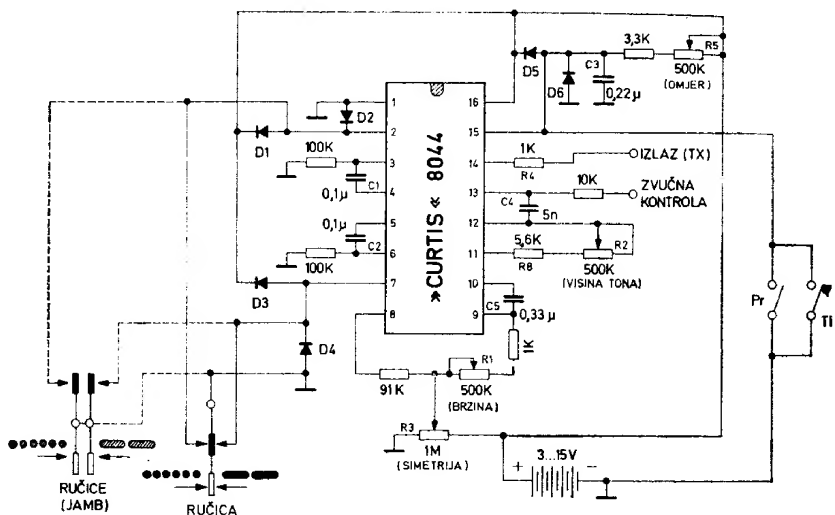 3,3K
R5
500K
(OMJER)
D5
D6
C3
0,22µ
D2
D1
1
2
3
4
5
6
7
8
16
15
14
13
12
11
10
9
»CURTIS« 8044
100K
0,1µ
C1
0,1µ
C2
100K
1K
R4
IZLAZ (TX)
10K
ZVUČNA
KONTROLA
C4
5n
5,6K
R8
R2
500K
(VISINA TONA)
C5
0,33µ
1K
D3
D4
91K
R1
500K
(BRZINA)
R3
1M
(SIMETRIJA)
+ 3...15V -
Pr
Ti
RUČICE
(JAMB)
RUČICA